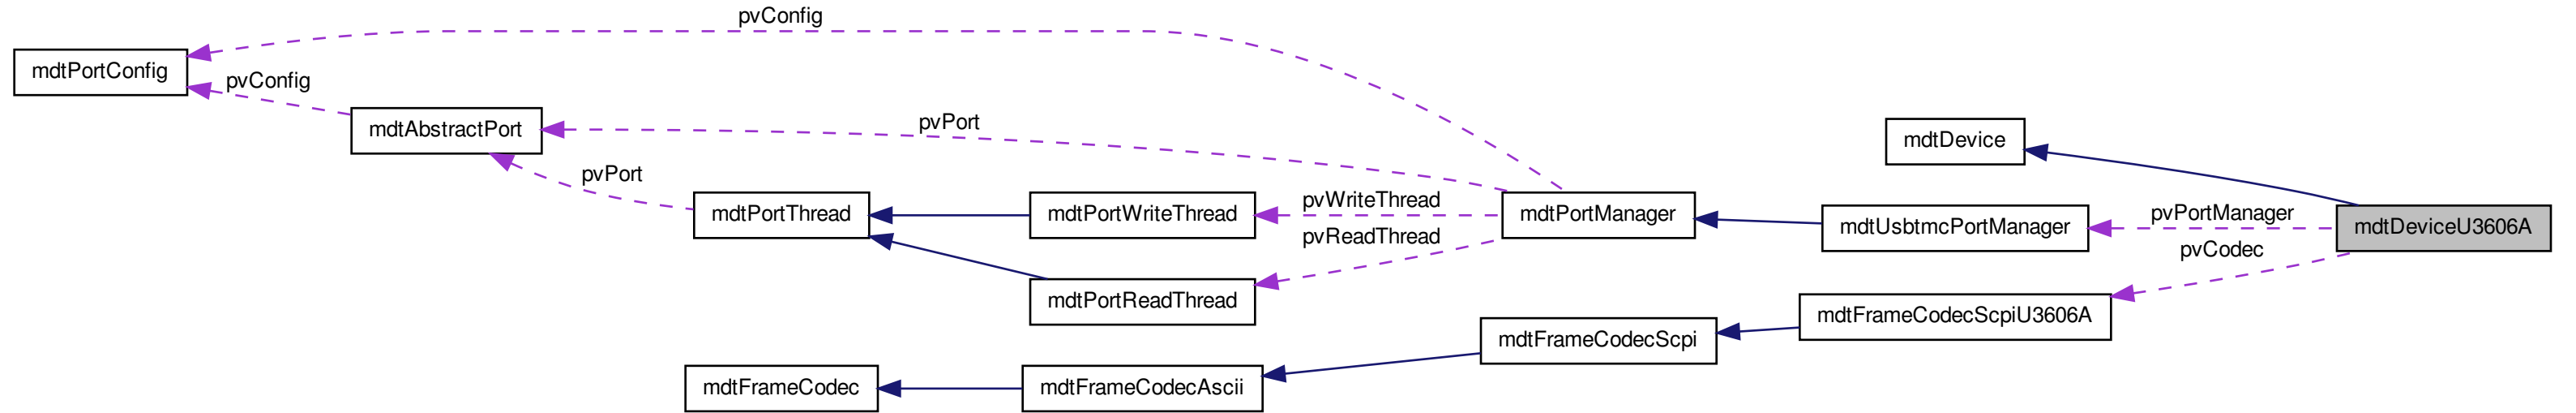 pvConfig
mdtPortConfig
pvConfig
mdtAbstractPort
pvPort
mdtDevice
pvPort
mdtPortThread
mdtPortWriteThread
pvWriteThread
mdtPortManager
pvReadThread
mdtUsbtmcPortManager
pvPortManager
mdtDeviceU3606A
pvCodec
mdtPortReadThread
mdtFrameCodecScpiU3606A
mdtFrameCodecScpi
mdtFrameCodec
mdtFrameCodecAscii